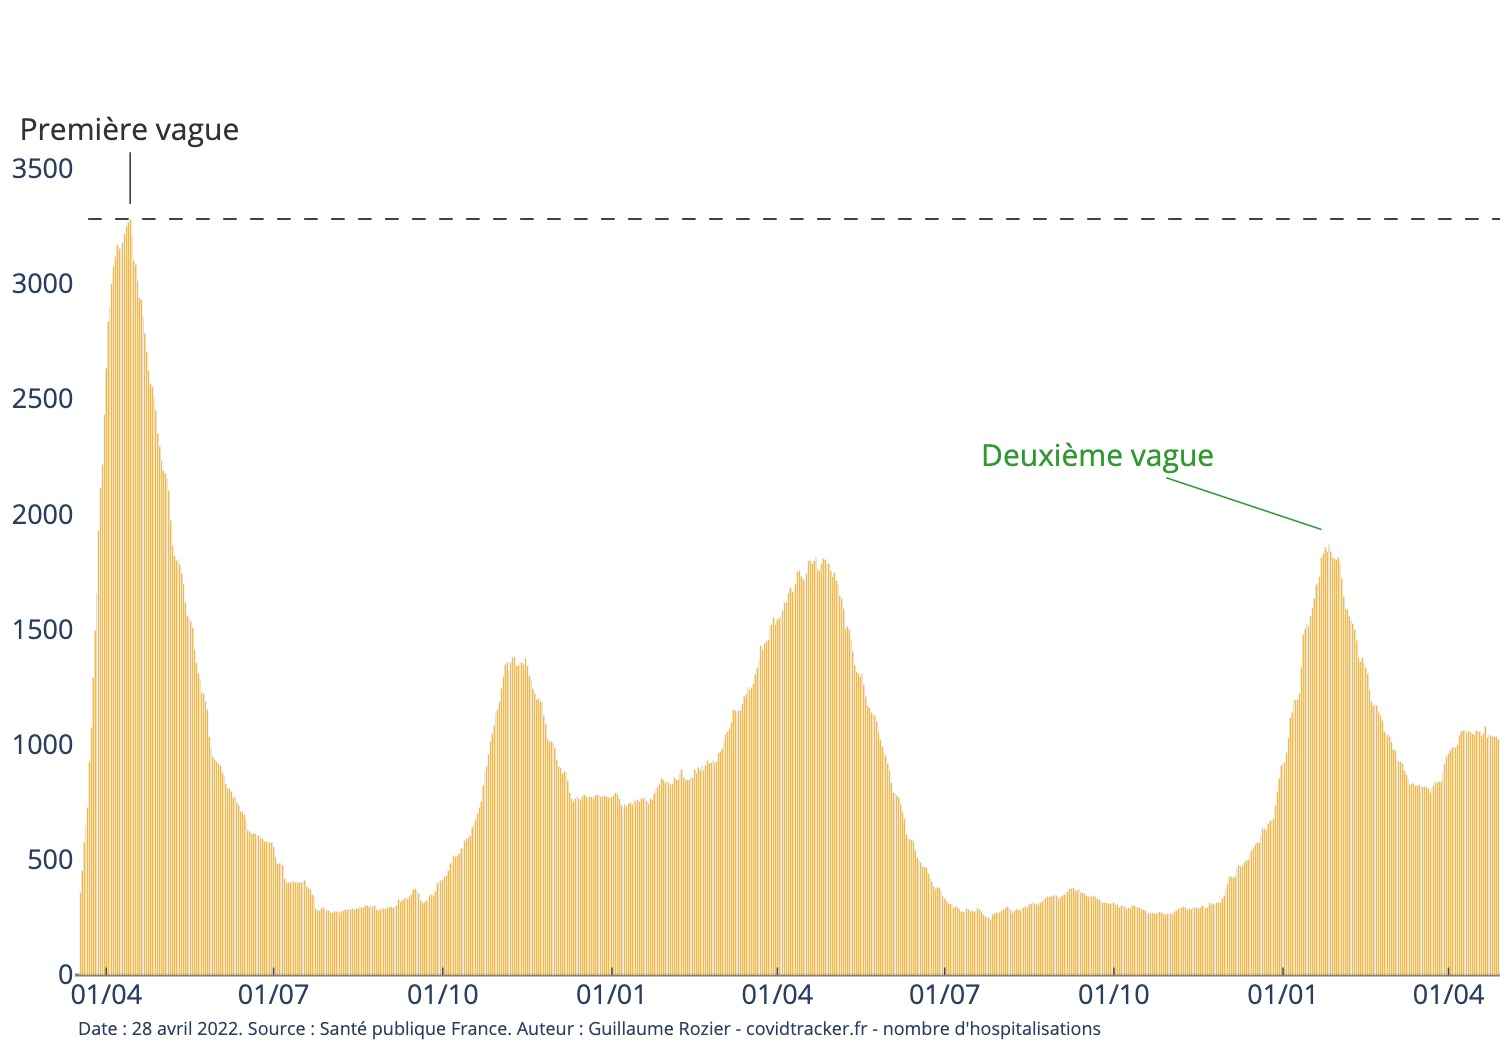 Première vague
3500
3000
2500
Deuxième vague
2000
1500
1000
500
0
01/04 01/07 01/10 01/01 01/04 01/07 01/10 01/01 01/04
Date : 28 avril 2022. Source : Santé publique France. Auteur : Guillaume Rozier - covidtracker.fr - nombre d'hospitalisations